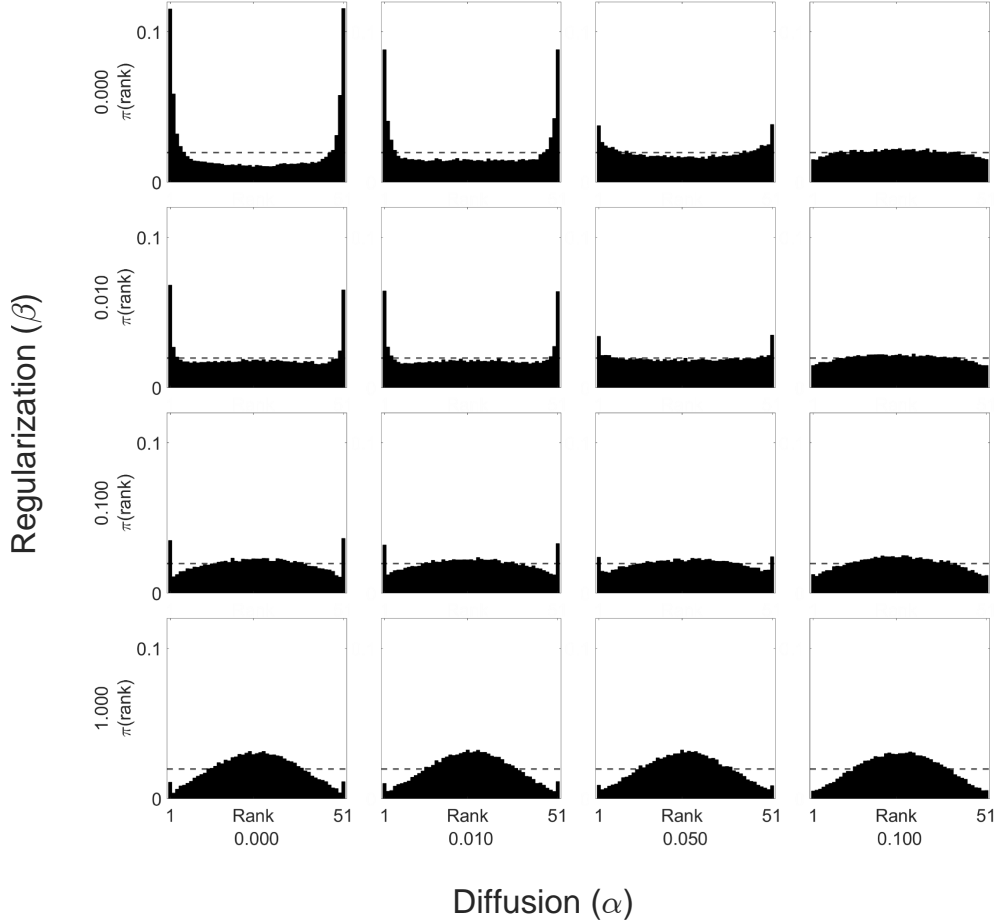 0.1
0
0.000
π(rank)
0.1
0
0.010
π(rank)
0.1
0
0.100
π(rank)
0.1
0
1.000
π(rank)
Regularization (β)
1 Rank 51 1 Rank 51 1 Rank 51 1 Rank 51
0.000 0.010 0.050 0.100
Diffusion (α)